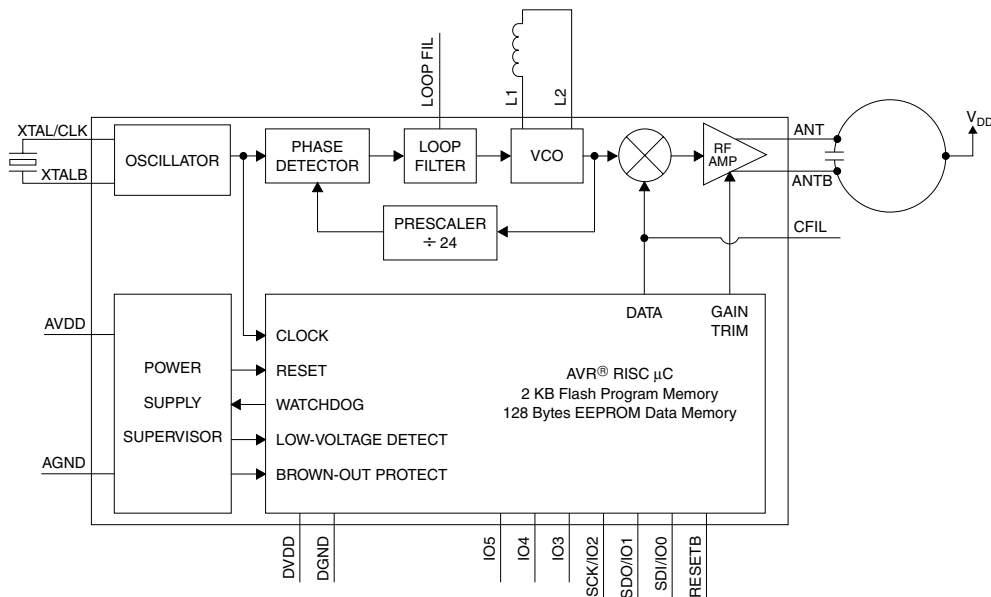 LOOP FIL
L1
L2
XTAL/CLK
XTALB
OSCILLATOR
PHASE
DETECTOR
LOOP
FILTER
VCO
RF
AMP
ANT
ANTB
VDD
PRESCALER
÷ 24
CFIL
DATA
GAIN
TRIM
AVDD
AGND
POWER
SUPPLY
SUPERVISOR
CLOCK
RESET
WATCHDOG
LOW-VOLTAGE DETECT
BROWN-OUT PROTECT
AVR® RISC µC
2 KB Flash Program Memory
128 Bytes EEPROM Data Memory
DVDD
DGND
IO5
IO4
IO3
SCK/IO2
SDO/IO1
SDI/IO0
RESETB